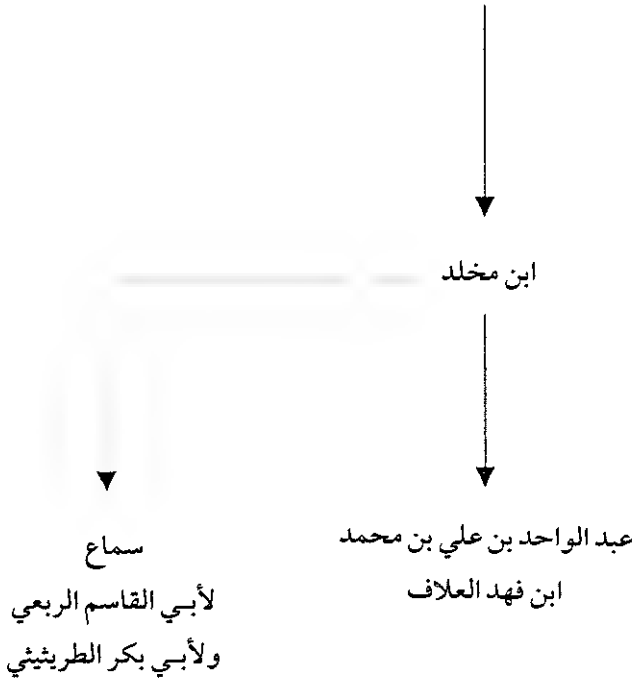 ابن مخلد
عبد الواحد بن علي بن محمد
ابن فهد العلاف
سماع
لأبي القاسم الربعي
ولأبي بكر الطريثيثي